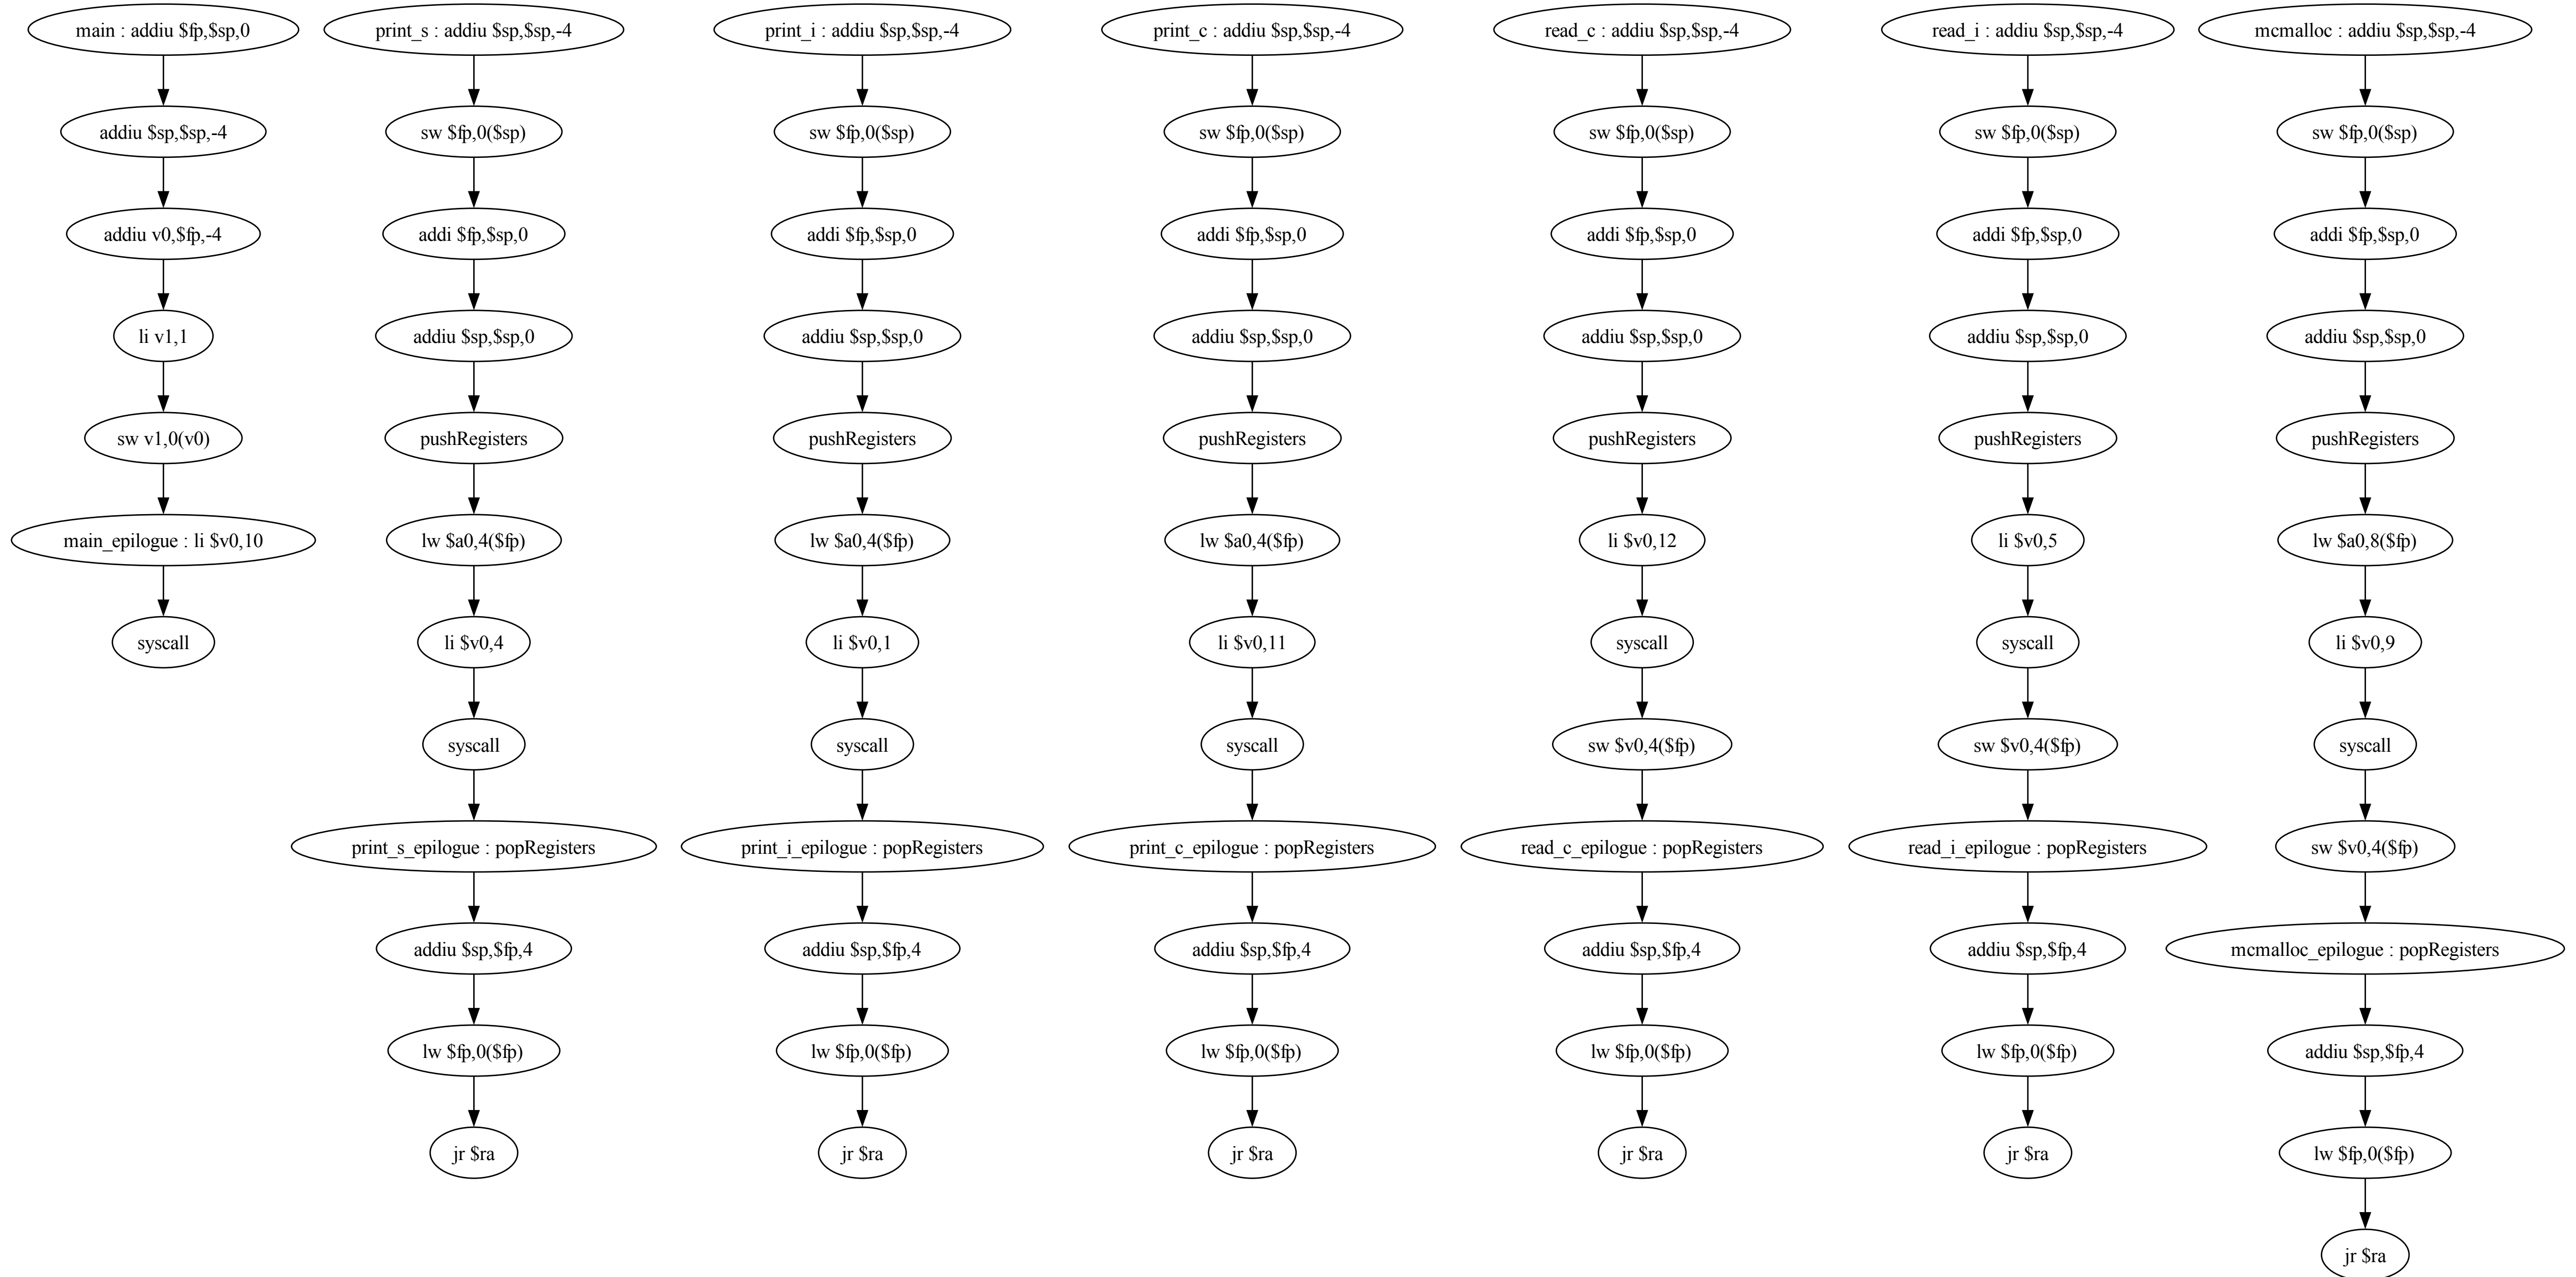 main : addiu $fp,$sp,0
addiu $sp,$sp,-4
addiu v0,$fp,-4
li v1,1
sw v1,0(v0)
main_epilogue : li $v0,10
syscall
print_s : addiu $sp,$sp,-4
sw $fp,0($sp)
addi $fp,$sp,0
addiu $sp,$sp,0
pushRegisters
lw $a0,4($fp)
li $v0,4
syscall
print_s_epilogue : popRegisters
addiu $sp,$fp,4
lw $fp,0($fp)
jr $ra
print_i : addiu $sp,$sp,-4
sw $fp,0($sp)
addi $fp,$sp,0
addiu $sp,$sp,0
pushRegisters
lw $a0,4($fp)
li $v0,1
syscall
print_i_epilogue : popRegisters
addiu $sp,$fp,4
lw $fp,0($fp)
jr $ra
print_c : addiu $sp,$sp,-4
sw $fp,0($sp)
addi $fp,$sp,0
addiu $sp,$sp,0
pushRegisters
lw $a0,4($fp)
li $v0,11
syscall
print_c_epilogue : popRegisters
addiu $sp,$fp,4
lw $fp,0($fp)
jr $ra
read_c : addiu $sp,$sp,-4
sw $fp,0($sp)
addi $fp,$sp,0
addiu $sp,$sp,0
pushRegisters
li $v0,12
syscall
sw $v0,4($fp)
read_c_epilogue : popRegisters
addiu $sp,$fp,4
lw $fp,0($fp)
jr $ra
read_i : addiu $sp,$sp,-4
sw $fp,0($sp)
addi $fp,$sp,0
addiu $sp,$sp,0
pushRegisters
li $v0,5
syscall
sw $v0,4($fp)
read_i_epilogue : popRegisters
addiu $sp,$fp,4
lw $fp,0($fp)
jr $ra
mcmalloc : addiu $sp,$sp,-4
sw $fp,0($sp)
addi $fp,$sp,0
addiu $sp,$sp,0
pushRegisters
lw $a0,8($fp)
li $v0,9
syscall
sw $v0,4($fp)
mcmalloc_epilogue : popRegisters
addiu $sp,$fp,4
lw $fp,0($fp)
jr $ra